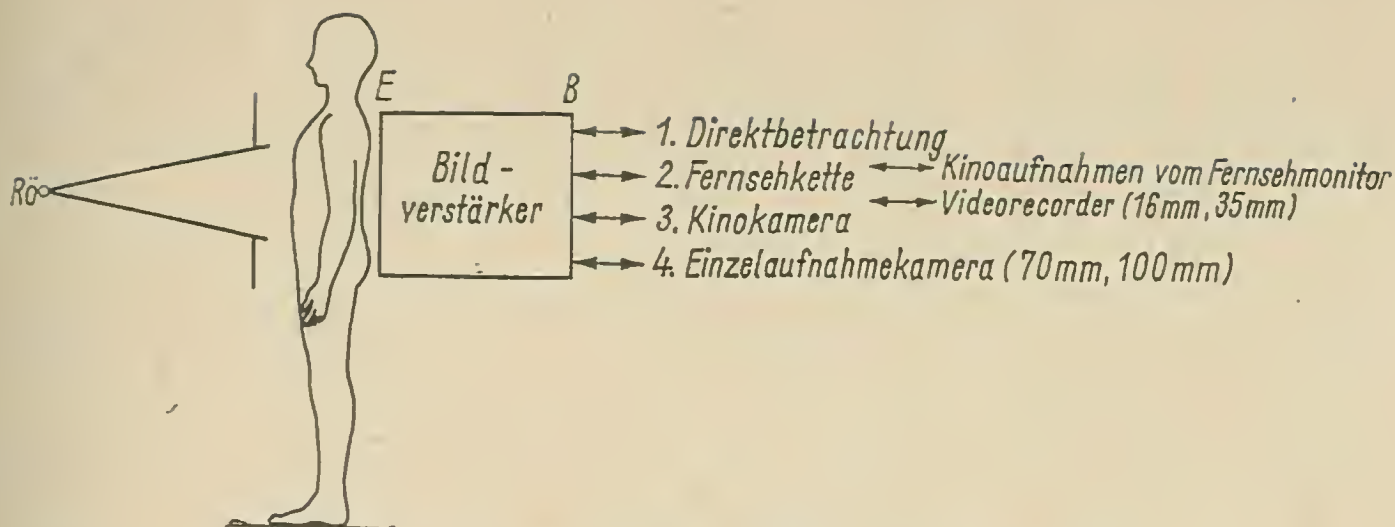 E
B
Rö
Bild-
verstärker
1. Direktbetrachtung
2. Fernsehkette
Kinoaufnahmen vom Fernsehmonitor
Videorecorder (16mm, 35mm)
3. Kinokamera
4. Einzelaufnahmekamera (70mm, 100mm)